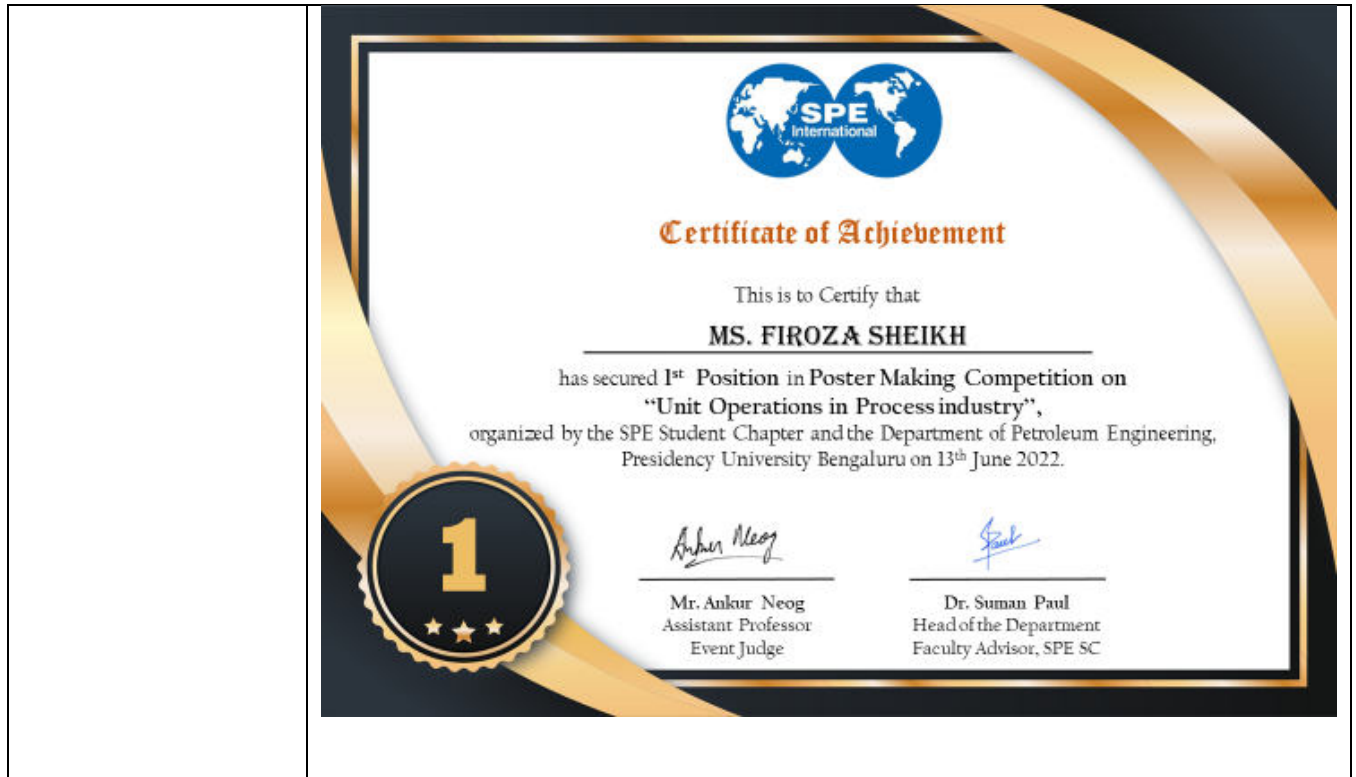 SPE
International
Certificate of Achievement
This is to Certify that
MS. FIROZA SHEIKH
has secured 1st Position in Poster Making Competition on
“Unit Operations in Process industry”,
organized by the SPE Student Chapter and the Department of Petroleum Engineering,
Presidency University Bengaluru on 13th June 2022.
1
Ankur Neog
SPaul
Mr. Ankur Neog
Assistant Professor
Event Judge
Dr. Suman Paul
Head of the Department
Faculty Advisor, SPE SC